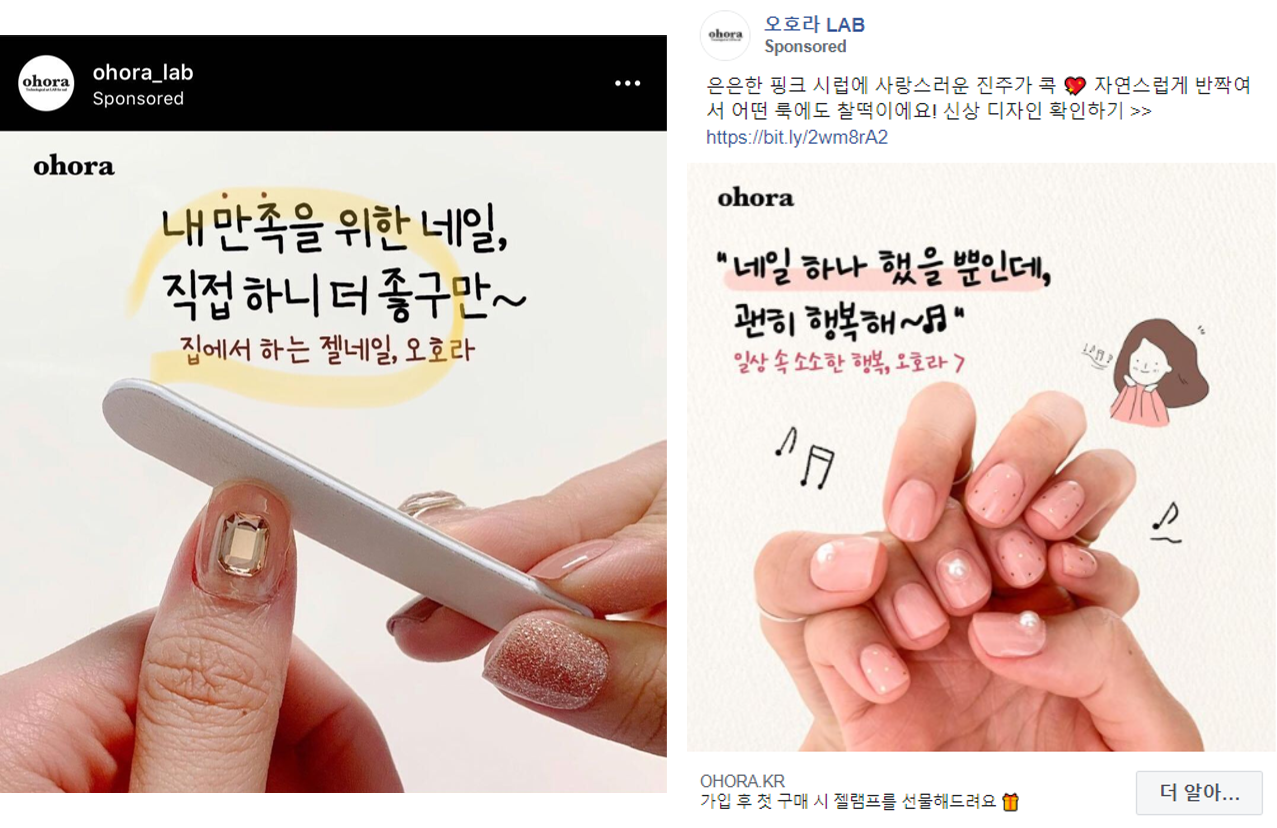 ohora
ohora_lab
Sponsored
ohora
내 만족을 위한 네일,
직접 하니 더 좋구만~
집에서 하는 젤네일, 오호라
ohora
오호라 LAB
Sponsored
은은한 핑크 시럽에 사랑스러운 진주가 콕 💖 자연스럽게 반짝여
서 어떤 룩에도 찰떡이에요! 신상 디자인 확인하기 >>
https://bit.ly/2wm8rA2
ohora
"네일 하나 했을 뿐인데,
괜히 행복해~♬"
일상 속 소소한 행복, 오호라 >
OHORA.KR
가입 후 첫 구매 시 젤램프를 선물해드려요 🎁
더 알아...